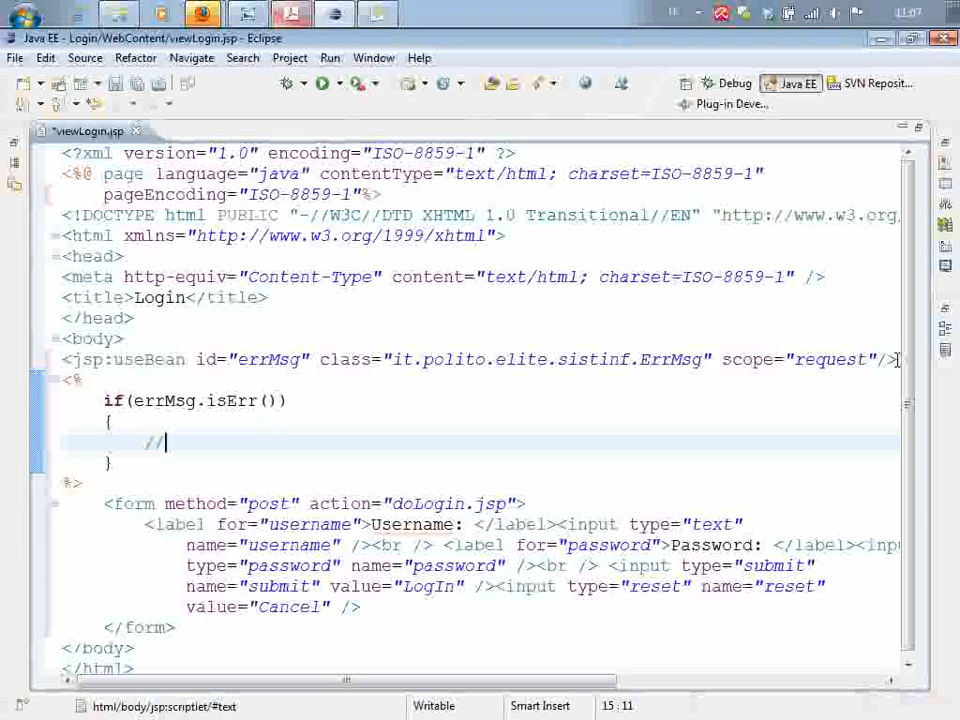 11:07
Java EE - Login/WebContent/viewLogin.jsp - Eclipse
File Edit Source Refactor Navigate Search Project Run Window Help
Debug Java EE SVN Reposit...
Plug-in Deve...
*viewLogin.jsp
<?xml version="1.0" encoding="ISO-8859-1" ?>
<%@ page language="java" contentType="text/html; charset=ISO-8859-1"
pageEncoding="ISO-8859-1"%>
<!DOCTYPE html PUBLIC "-//W3C//DTD XHTML 1.0 Transitional//EN" "http://www.w3.org,
<html xmlns="http://www.w3.org/1999/xhtml">
<head>
<meta http-equiv="Content-Type" content="text/html; charset=ISO-8859-1" />
<title>Login</title>
</head>
<body>
<jsp:useBean id="errMsg" class="it.polito.elite.sistinf.ErrMsg" scope="request"/>
<%
if(errMsg.isErr())
{
//
}
%>
<form method="post" action="doLogin.jsp">
<label for="username">Username: </label><input type="text"
name="username" /><br /> <label for="password">Password: </label><inp
type="password" name="password" /><br /> <input type="submit"
name="submit" value="LogIn" /><input type="reset" name="reset"
value="Cancel" />
</form>
</body>
</html>
html/body/jsp:scriptlet/#text Writable Smart Insert 15 : 11